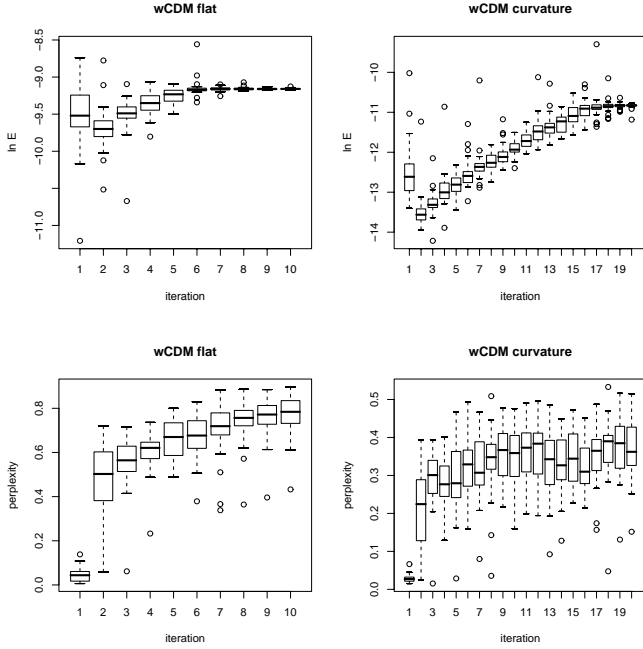 wCDM flat
ln E
−8.5
−9.0
−9.5
−10.0
−11.0
1 2 3 4 5 6 7 8 9 10
iteration
wCDM curvature
ln E
−10
−11
−12
−13
−14
1 3 5 7 9 11 13 15 17 19
iteration
wCDM flat
perplexity
0.8
0.6
0.4
0.2
0.0
1 2 3 4 5 6 7 8 9 10
iteration
wCDM curvature
perplexity
0.5
0.4
0.3
0.2
0.1
0.0
1 3 5 7 9 11 13 15 17 19
iteration